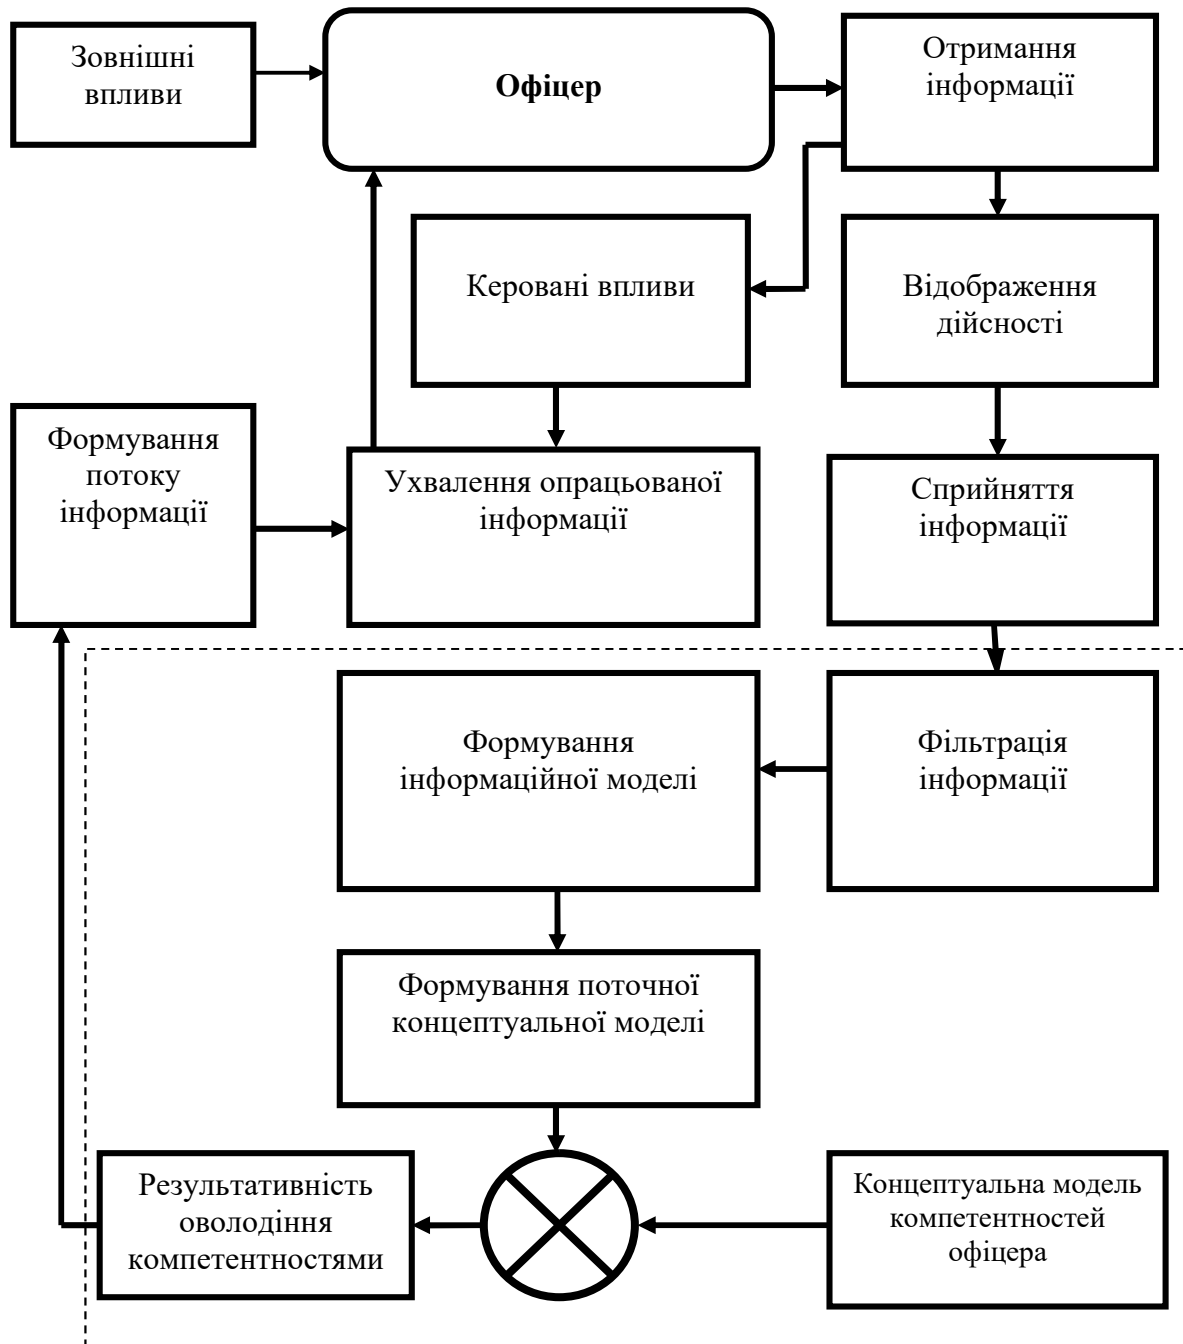 Зовнішні
впливи
Офіцер
Отримання
інформації
Керовані впливи
Відображення
дійсності
Формування
потоку
інформації
Ухвалення опрацьованої
інформації
Сприйняття
інформації
Формування
інформаційної моделі
Фільтрація
інформації
Формування поточної
концептуальної моделі
Результативність
оволодіння
компетентностями
Концептуальна модель
компетентностей
офіцера